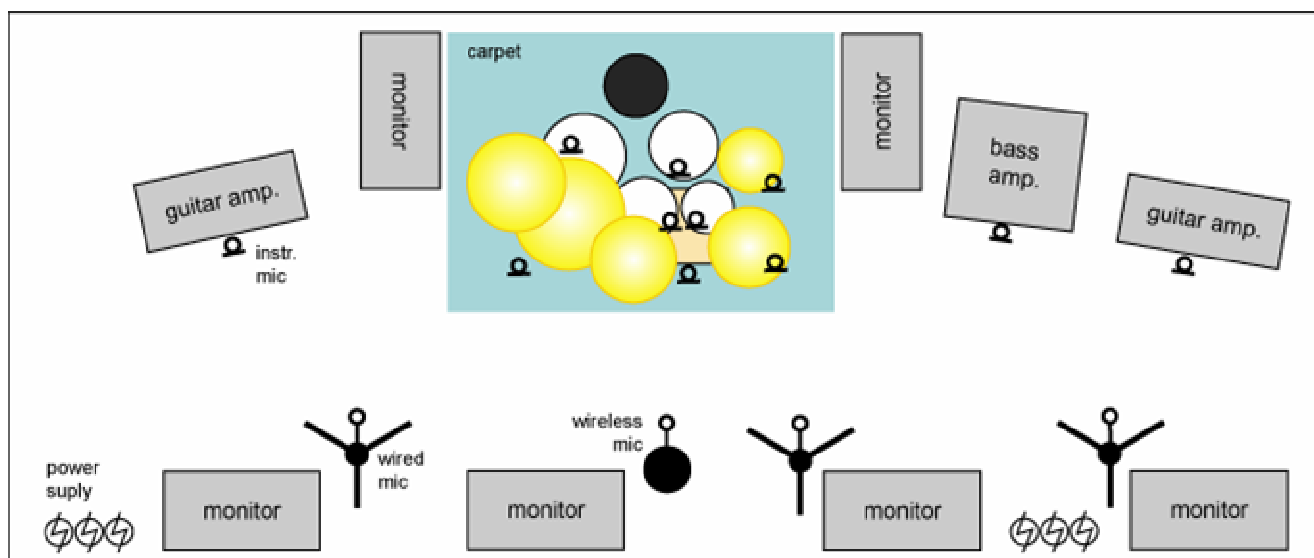 carpet
monitor
monitor
bass
amp.
guitar amp.
guitar amp.
instr.
mic
wireless
mic
wired
mic
power
suply
monitor
monitor
monitor
monitor